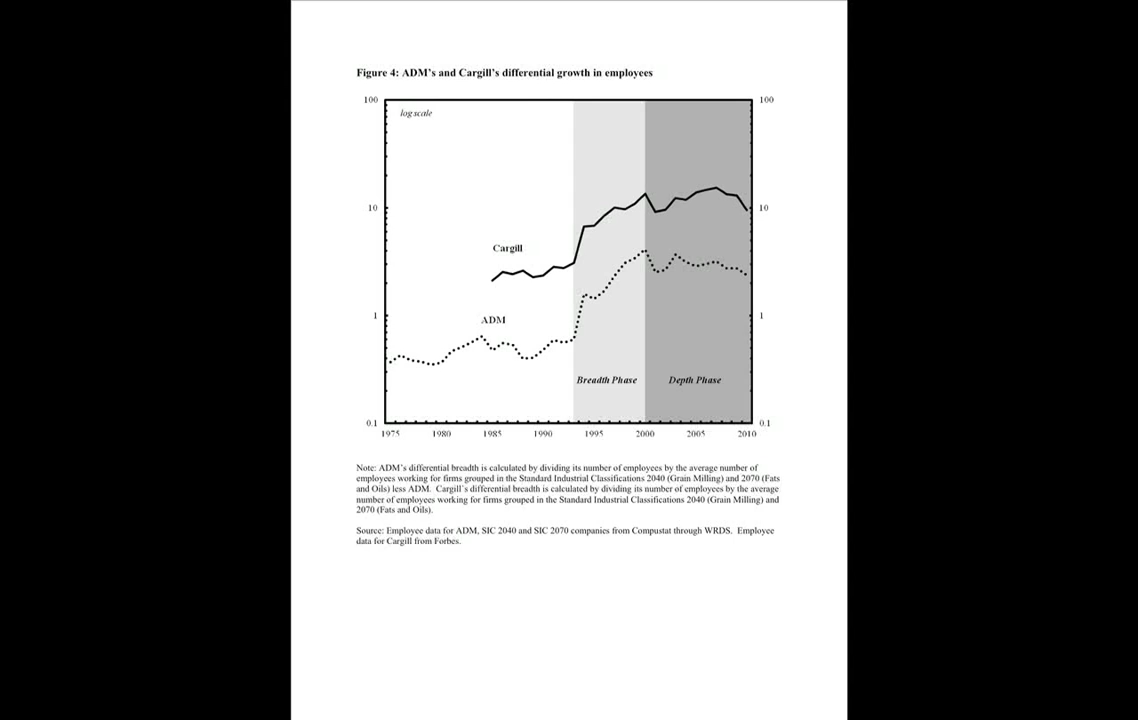 Figure 4: ADM's and Cargill's differential growth in employees
100
100
log scale
10
10
Cargill
ADM
1
1
Breadth Phase
Depth Phase
0.1
0.1
1975 1980 1985 1990 1995 2000 2005 2010
Note: ADM's differential breadth is calculated by dividing its number of employees by the average number of
employees working for firms grouped in the Standard Industrial Classifications 2040 (Grain Milling) and 2070 (Fats
and Oils) less ADM. Cargill's differential breadth is calculated by dividing its number of employees by the average
number of employees working for firms grouped in the Standard Industrial Classifications 2040 (Grain Milling) and
2070 (Fats and Oils).
Source: Employee data for ADM, SIC 2040 and SIC 2070 companies from Compustat through WRDS. Employee
data for Cargill from Forbes.